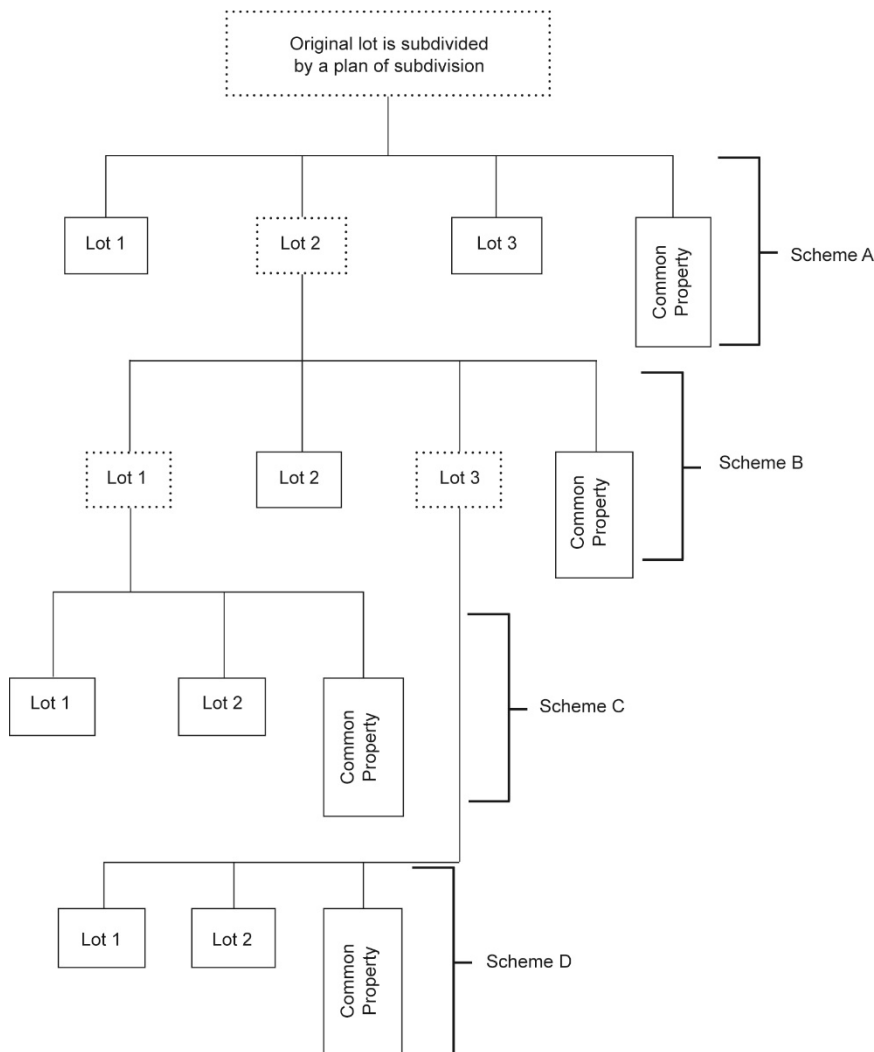 Original lot is subdivided
by a plan of subdivision
Lot 1
Lot 2
Lot 3
Common
Property
Scheme A
Lot 1
Lot 2
Lot 3
Common
Property
Scheme B
Lot 1
Lot 2
Common
Property
Scheme C
Lot 1
Lot 2
Common
Property
Scheme D